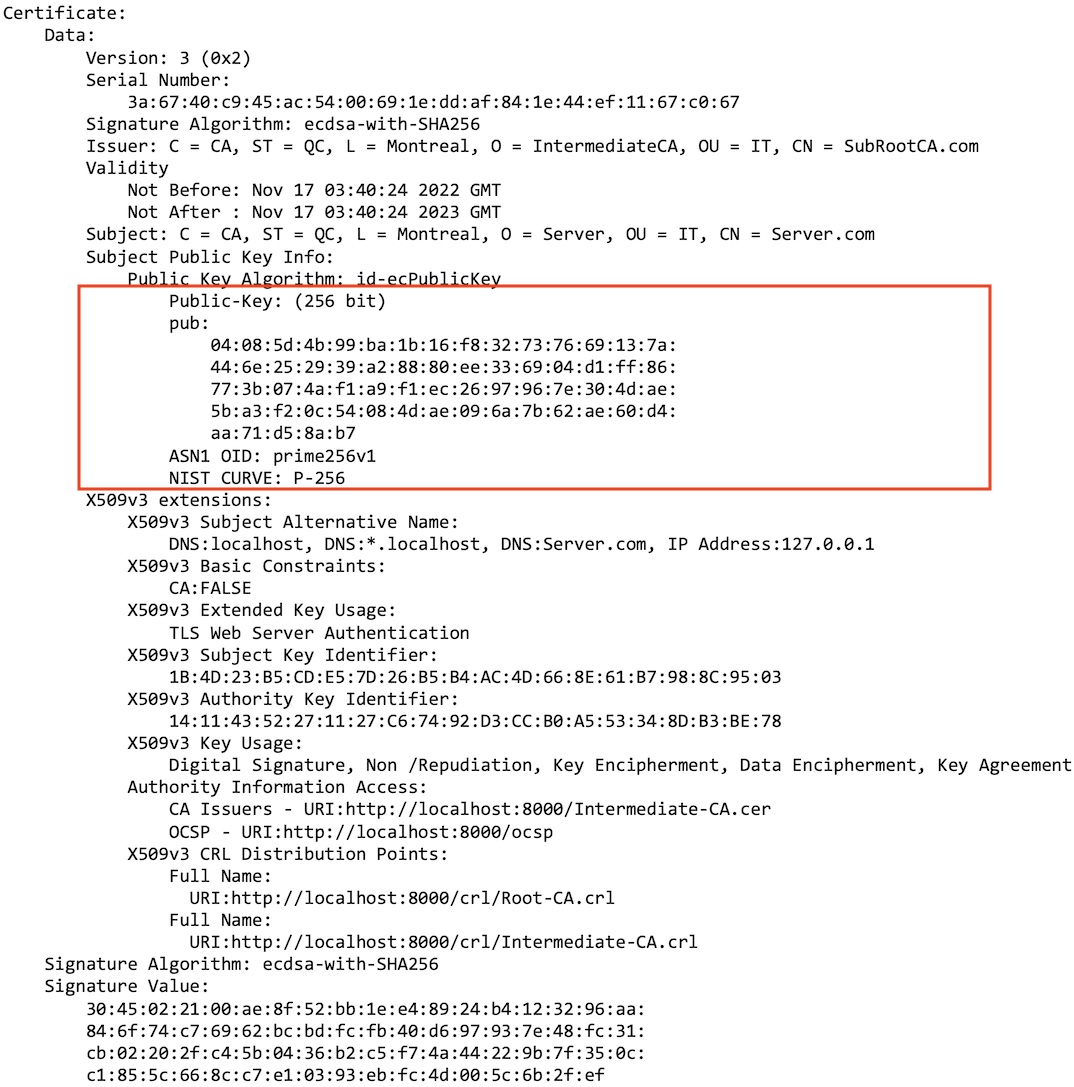 Certificate:
Data:
Version: 3 (0x2)
Serial Number:
3a:67:40:c9:45:ac:54:00:69:1e:dd:af:84:1e:44:ef:11:67:c0:67
Signature Algorithm: ecdsa-with-SHA256
Issuer: C = CA, ST = QC, L = Montreal, O = IntermediateCA, OU = IT, CN = SubRootCA.com
Validity
Not Before: Nov 17 03:40:24 2022 GMT
Not After : Nov 17 03:40:24 2023 GMT
Subject: C = CA, ST = QC, L = Montreal, O = Server, OU = IT, CN = Server.com
Subject Public Key Info:
Public Key Algorithm: id-ecPublicKey
Public-Key: (256 bit)
pub:
04:08:5d:4b:99:ba:1b:16:f8:32:73:76:69:13:7a:
44:6e:25:29:39:a2:88:80:ee:33:69:04:d1:ff:86:
77:3b:07:4a:f1:a9:f1:ec:26:97:96:7e:30:4d:ae:
5b:a3:f2:0c:54:08:4d:ae:09:6a:7b:62:ae:60:d4:
aa:71:d5:8a:b7
ASN1 OID: prime256v1
NIST CURVE: P-256
X509v3 extensions:
X509v3 Subject Alternative Name:
DNS:localhost, DNS:*.localhost, DNS:Server.com, IP Address:127.0.0.1
X509v3 Basic Constraints:
CA:FALSE
X509v3 Extended Key Usage:
TLS Web Server Authentication
X509v3 Subject Key Identifier:
1B:4D:23:B5:CD:E5:7D:26:B5:B4:AC:4D:66:8E:61:B7:98:8C:95:03
X509v3 Authority Key Identifier:
14:11:43:52:27:11:27:C6:74:92:D3:CC:B0:A5:53:34:8D:B3:BE:78
X509v3 Key Usage:
Digital Signature, Non /Repudiation, Key Encipherment, Data Encipherment, Key Agreement
Authority Information Access:
CA Issuers - URI:http://localhost:8000/Intermediate-CA.cer
OCSP - URI:http://localhost:8000/ocsp
X509v3 CRL Distribution Points:
Full Name:
URI:http://localhost:8000/crl/Root-CA.crl
Full Name:
URI:http://localhost:8000/crl/Intermediate-CA.crl
Signature Algorithm: ecdsa-with-SHA256
Signature Value:
30:45:02:21:00:ae:8f:52:bb:1e:e4:89:24:b4:12:32:96:aa:
84:6f:74:c7:69:62:bc:bd:fc:fb:40:d6:97:93:7e:48:fc:31:
cb:02:20:2f:c4:5b:04:36:b2:c5:f7:4a:44:22:9b:7f:35:0c:
c1:85:5c:66:8c:c7:e1:03:93:eb:fc:4d:00:5c:6b:2f:ef